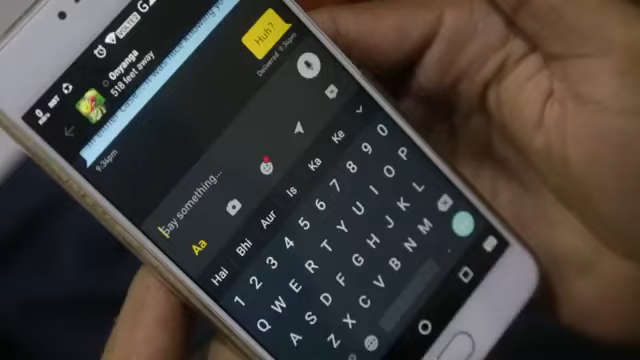 VOLTE2
G
Onyanga
518 feet away
Huh?
Delivered 9:34pm
9:34pm
Say something...
Aa
Hai Bhi Aur Is Ka Ke
1 2 3 4 5 6 7 8 9 0
Q W E R T Y U I O P
A S D F G H J K L
Z X C V B N M